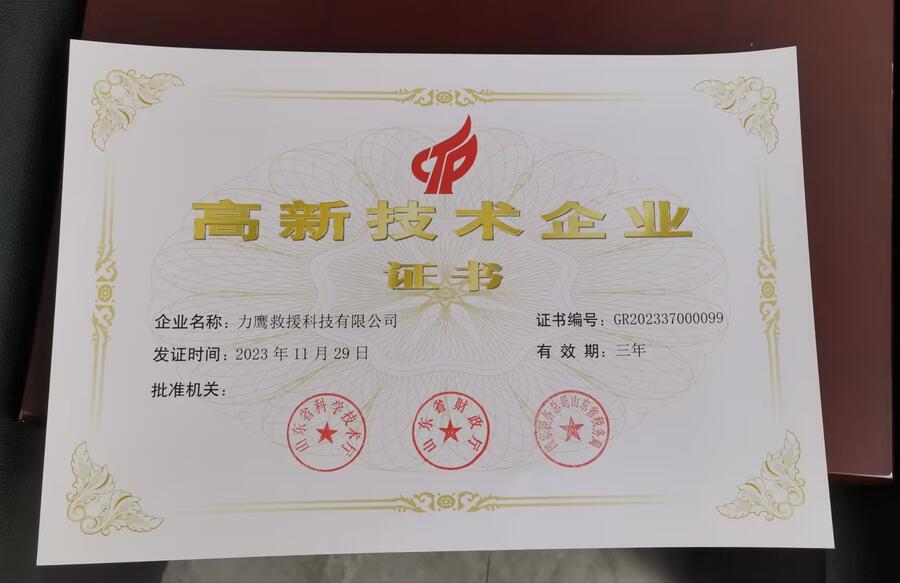 CTP
高新技术企业
证书
企业名称：力鹰救援科技有限公司
证书编号：GR202337000099
发证时间：2023年11月29日
有效期：三年
批准机关：
山东省科学技术厅
山东省财政厅
国家税务总局山东省税务局